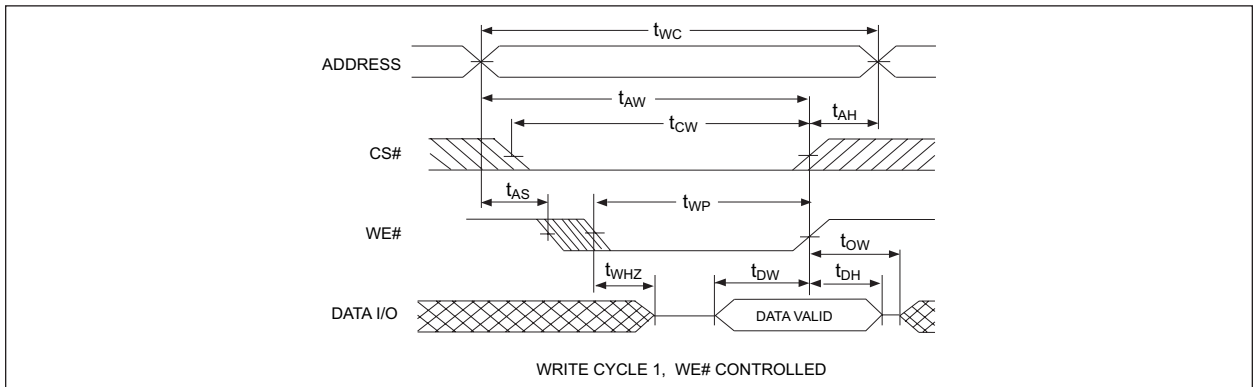 tWC
ADDRESS
tAW
tAH
tCW
CS#
tAS
tWP
WE#
tOW
tWHZ
tDW
tDH
DATA I/O
DATA VALID
WRITE CYCLE 1, WE# CONTROLLED